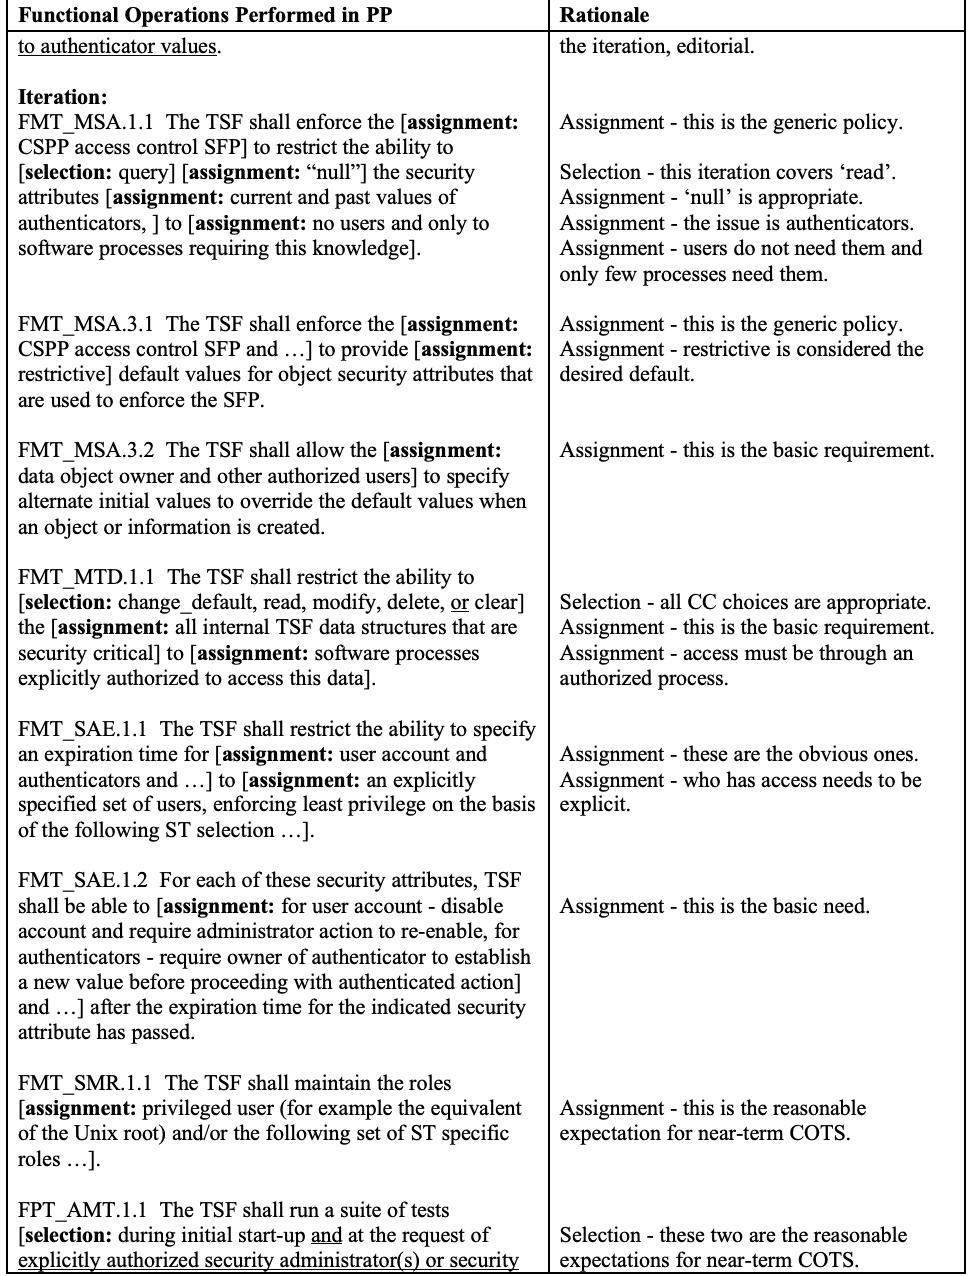 Functional Operations Performed in PP
Rationale
to authenticator values.
the iteration, editorial.
Iteration:
FMT_MSA.1.1 The TSF shall enforce the [assignment:
CSPP access control SFP] to restrict the ability to
[selection: query] [assignment: “null”] the security
attributes [assignment: current and past values of
authenticators, ] to [assignment: no users and only to
software processes requiring this knowledge].
Assignment - this is the generic policy.
Selection - this iteration covers ‘read’.
Assignment - ‘null’ is appropriate.
Assignment - the issue is authenticators.
Assignment - users do not need them and
only few processes need them.
FMT_MSA.3.1 The TSF shall enforce the [assignment:
CSPP access control SFP and …] to provide [assignment:
restrictive] default values for object security attributes that
are used to enforce the SFP.
Assignment - this is the generic policy.
Assignment - restrictive is considered the
desired default.
FMT_MSA.3.2 The TSF shall allow the [assignment:
data object owner and other authorized users] to specify
alternate initial values to override the default values when
an object or information is created.
Assignment - this is the basic requirement.
FMT_MTD.1.1 The TSF shall restrict the ability to
[selection: change_default, read, modify, delete, or clear]
the [assignment: all internal TSF data structures that are
security critical] to [assignment: software processes
explicitly authorized to access this data].
Selection - all CC choices are appropriate.
Assignment - this is the basic requirement.
Assignment - access must be through an
authorized process.
FMT_SAE.1.1 The TSF shall restrict the ability to specify
an expiration time for [assignment: user account and
authenticators and …] to [assignment: an explicitly
specified set of users, enforcing least privilege on the basis
of the following ST selection …].
Assignment - these are the obvious ones.
Assignment - who has access needs to be
explicit.
FMT_SAE.1.2 For each of these security attributes, TSF
shall be able to [assignment: for user account - disable
account and require administrator action to re-enable, for
authenticators - require owner of authenticator to establish
a new value before proceeding with authenticated action]
and …] after the expiration time for the indicated security
attribute has passed.
Assignment - this is the basic need.
FMT_SMR.1.1 The TSF shall maintain the roles
[assignment: privileged user (for example the equivalent
of the Unix root) and/or the following set of ST specific
roles …].
Assignment - this is the reasonable
expectation for near-term COTS.
FPT_AMT.1.1 The TSF shall run a suite of tests
[selection: during initial start-up and at the request of
explicitly authorized security administrator(s) or security
Selection - these two are the reasonable
expectations for near-term COTS.